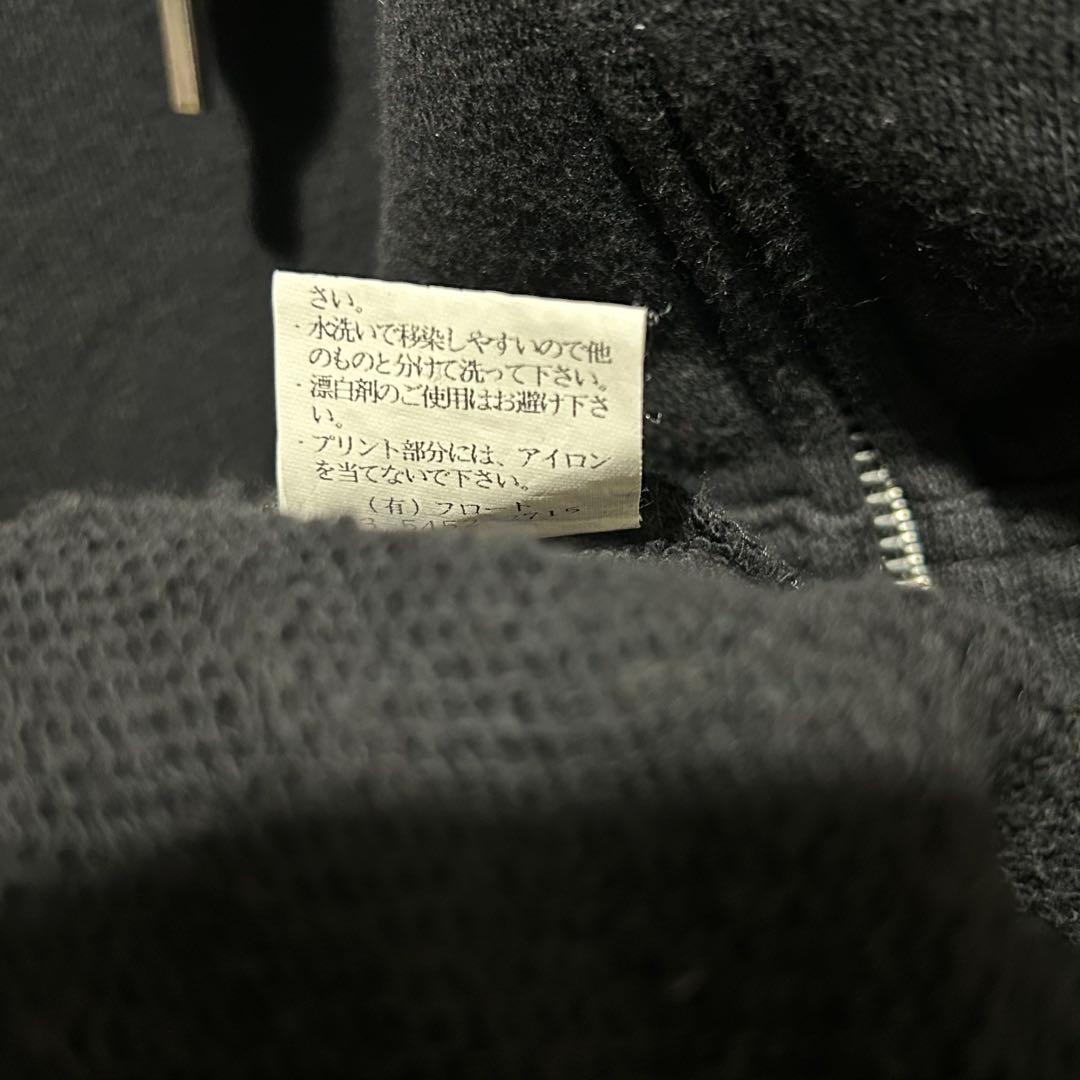 さい。
・水洗いで移染しやすいので他
のものと分けて洗って下さい。
・漂白剤のご使用はお避け下さ
い。
・プリント部分には、アイロン
を当てないで下さい。
（有）フロート